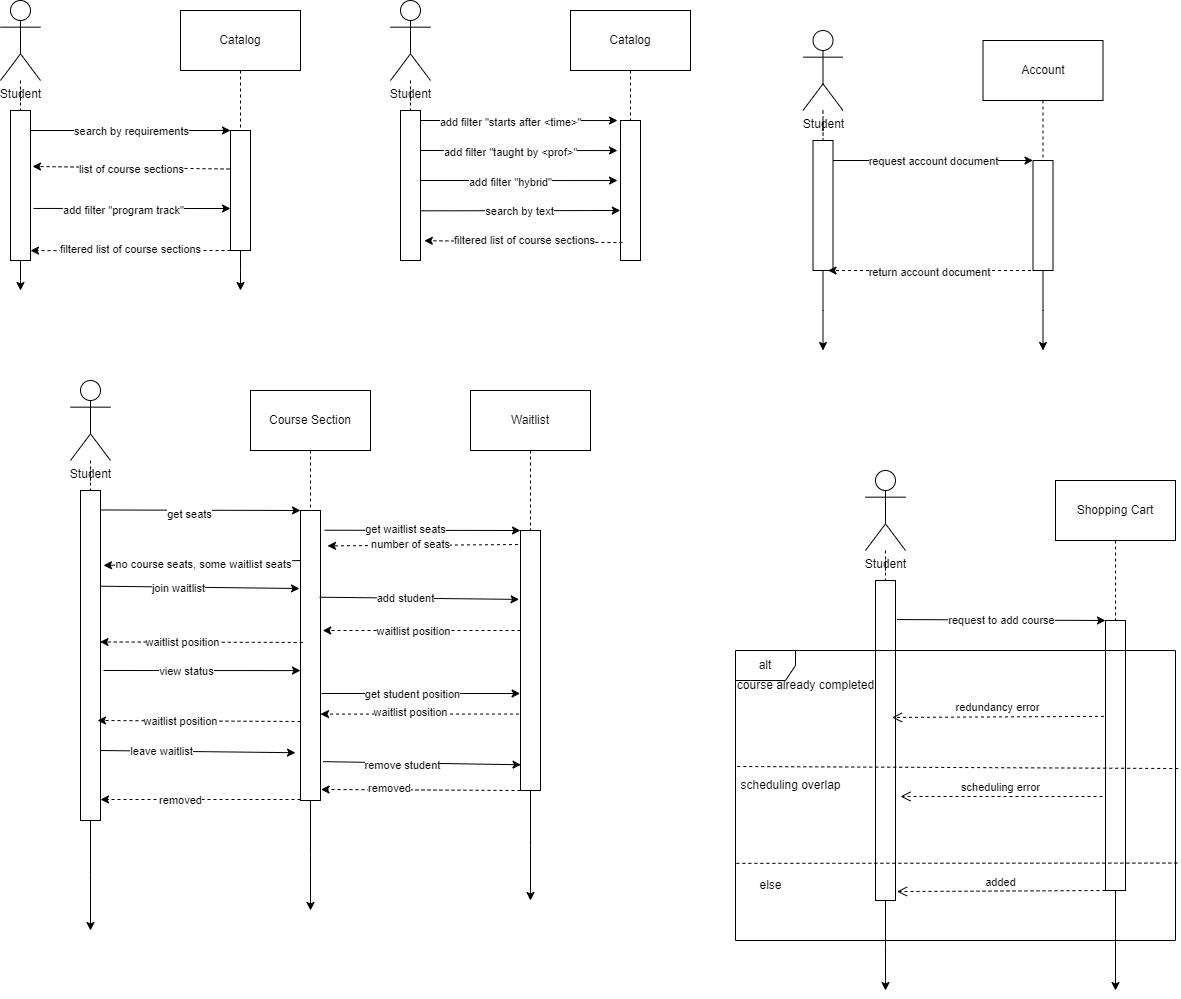 Catalog
Student
search by requirements
list of course sections
add filter "program track"
filtered list of course sections
Catalog
Student
add filter "starts after <time>"
add filter "taught by <prof>"
add filter "hybrid"
search by text
filtered list of course sections
Account
Student
request account document
return account document
Course Section
Waitlist
Student
get seats
get waitlist seats
number of seats
no course seats, some waitlist seats
join waitlist
add student
waitlist position
waitlist position
view status
get student position
waitlist position
waitlist position
leave waitlist
remove student
removed
removed
Shopping Cart
Student
request to add course
alt
course already completed
redundancy error
scheduling overlap
scheduling error
else
added